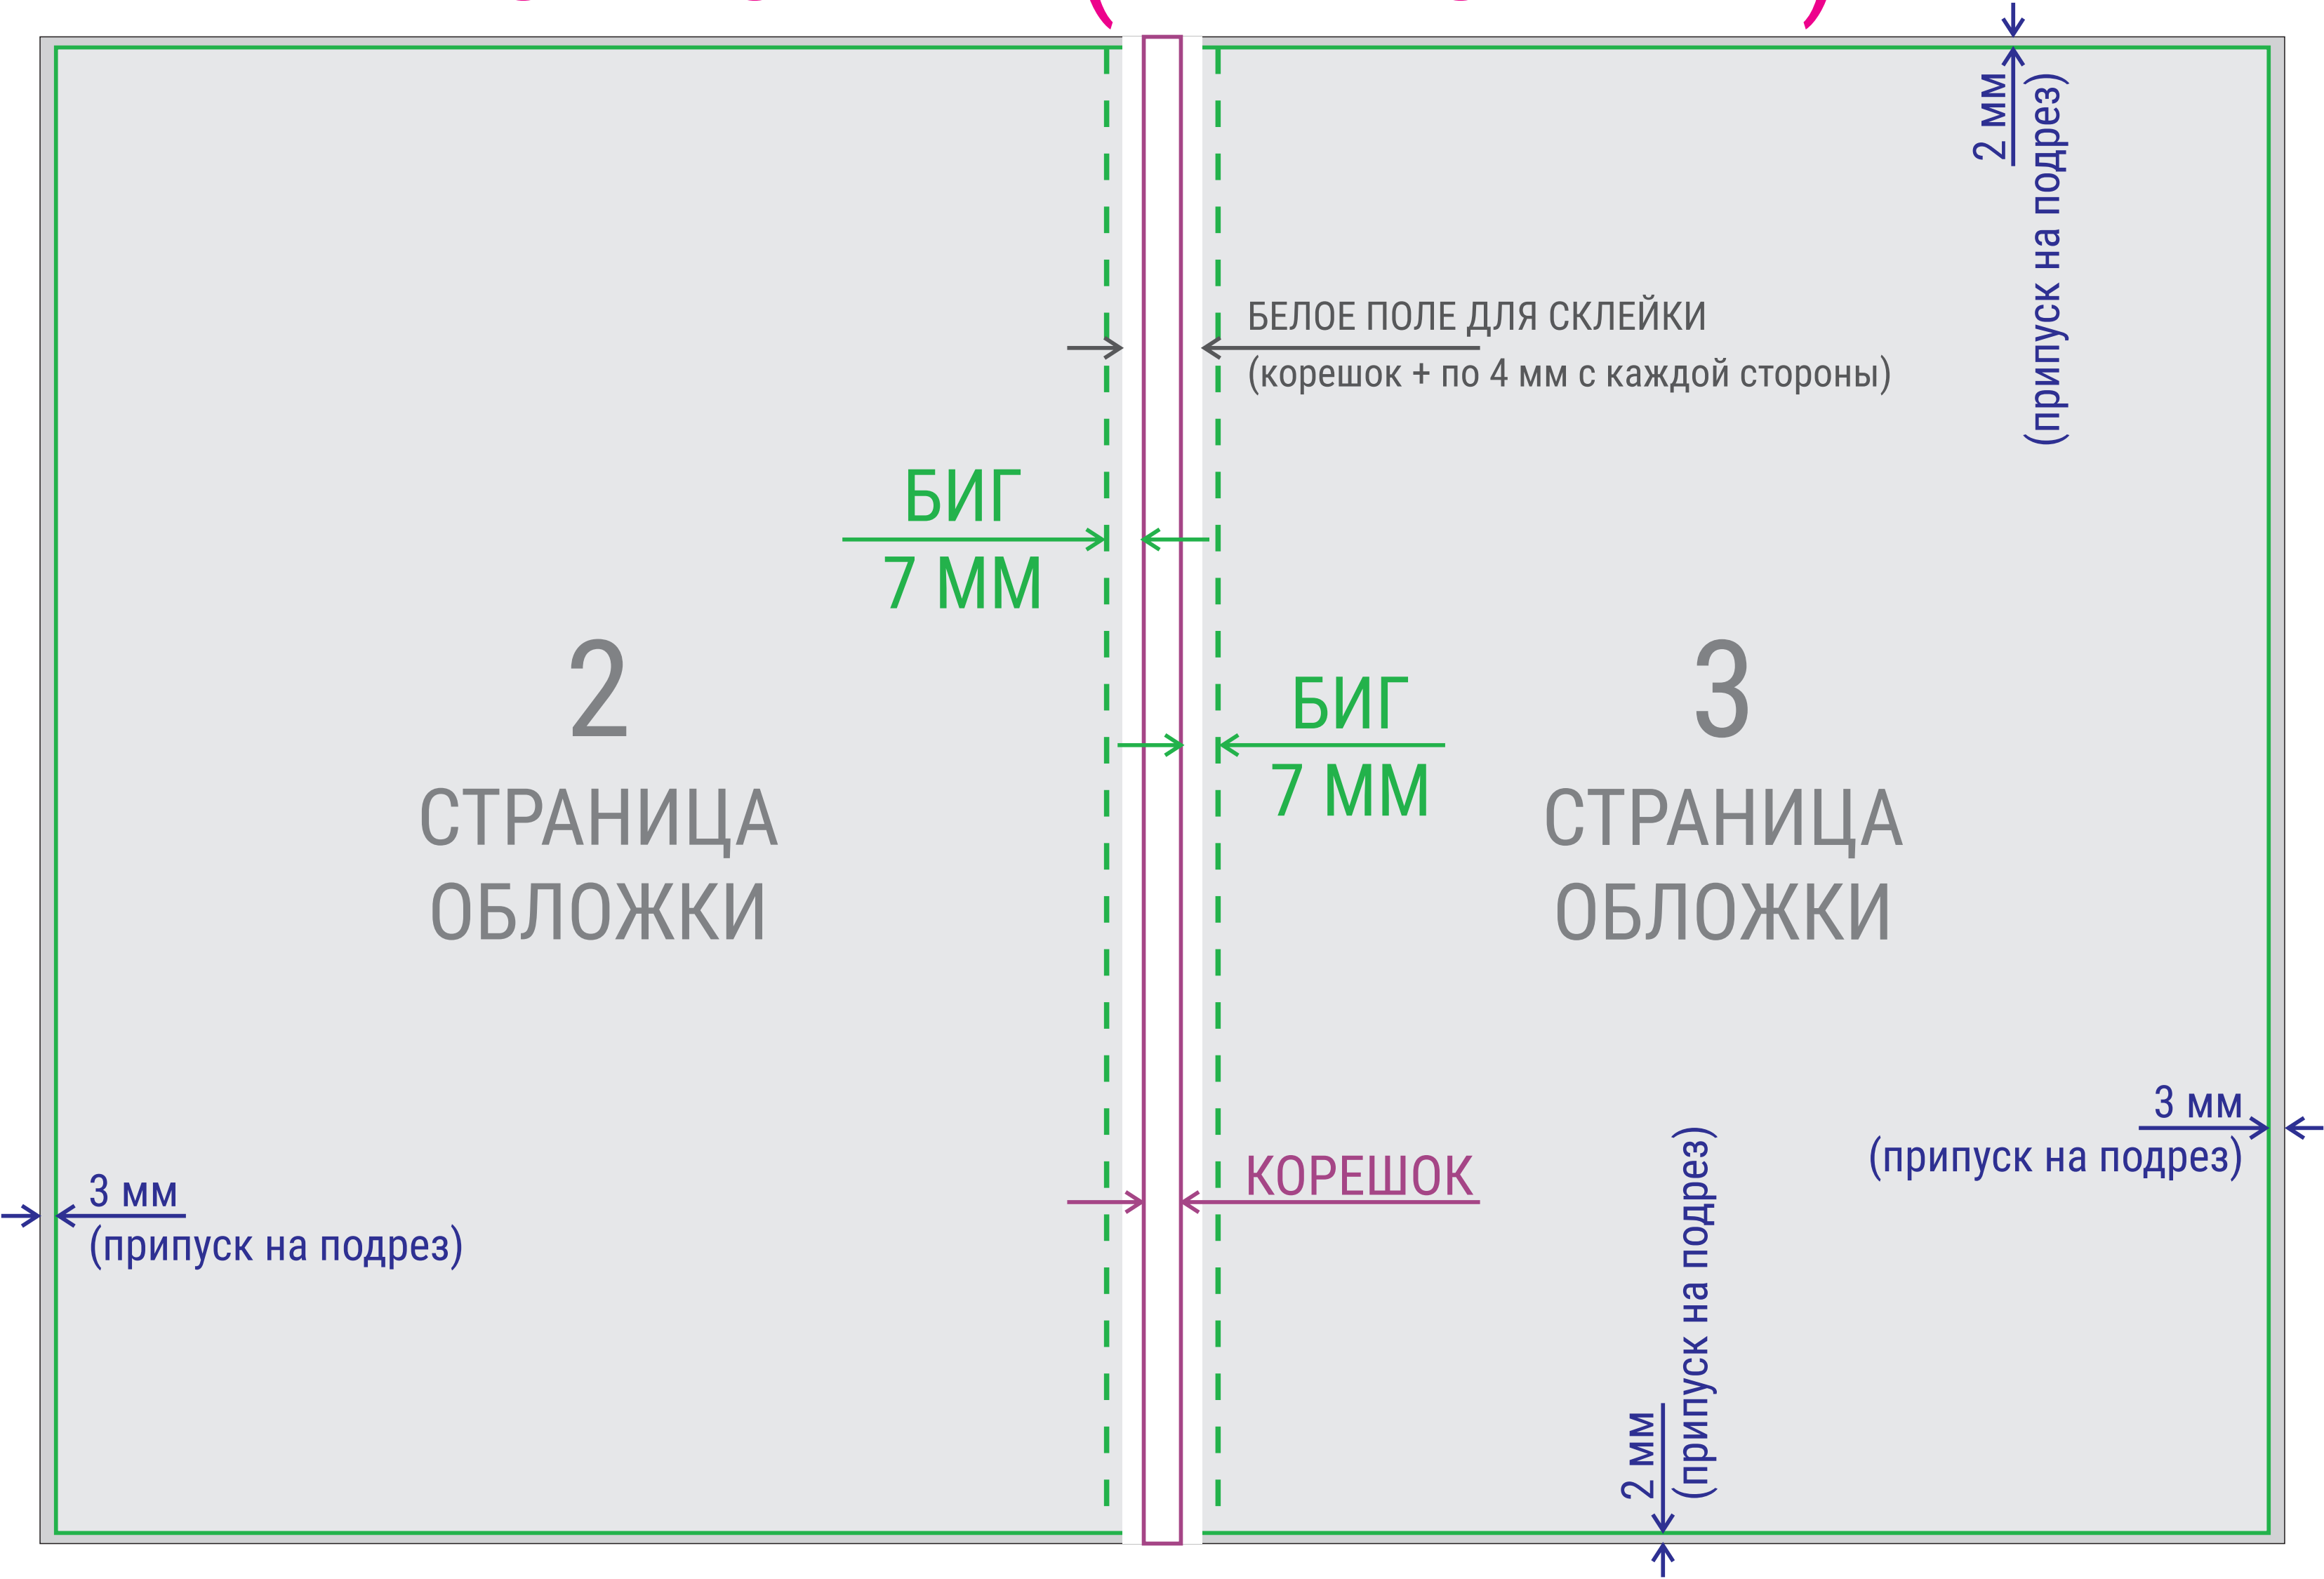 2 мм
(припуск на подрез)
БЕЛОЕ ПОЛЕ ДЛЯ СКЛЕЙКИ
(корешок + по 4 мм с каждой стороны)
БИГ
7 ММ
2
СТРАНИЦА
ОБЛОЖКИ
БИГ
7 ММ
3
СТРАНИЦА
ОБЛОЖКИ
3 мм
(припуск на подрез)
КОРЕШОК
3 мм
(припуск на подрез)
2 мм
(припуск на подрез)